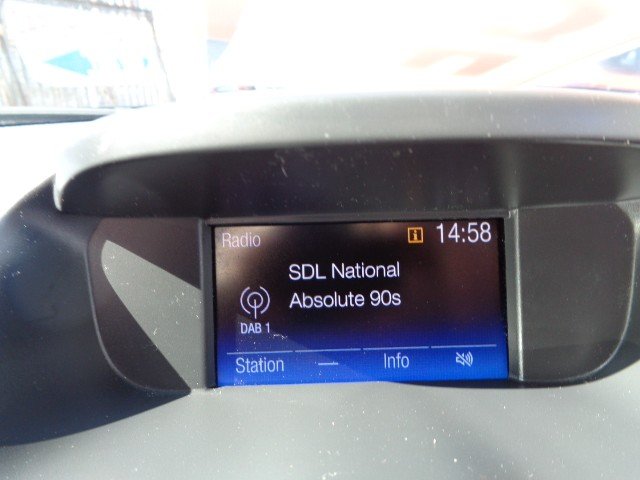 Radio
i 14:58
SDL National
Absolute 90s
DAB 1
Station — Info